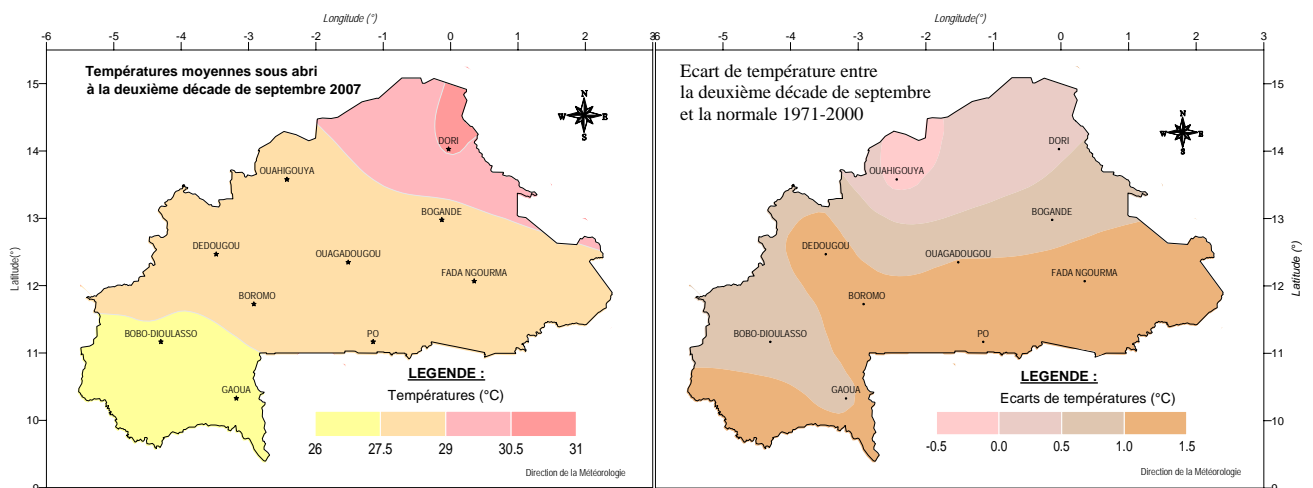 Longitude (°)
-6 -5 -4 -3 -2 -1 0 1 2 3
Températures moyennes sous abri
à la deuxième décade de septembre 2007
N
W E
S
15
14
13
12
11
10
9
Latitude(°)
DORI
OUAHIGOUYA
BOGANDE
DEDOUGOU
OUAGADOUGOU
FADA NGOURMA
BOROMO
BOBO-DIOULASSO
PO
GAOUA
LEGENDE :
Températures (°C)
26 27.5 29 30.5 31
Direction de la Météorologie
Longitude(°)
-6 -5 -4 -3 -2 -1 0 1 2 3
Ecart de température entre
la deuxième décade de septembre
et la normale 1971-2000
N
W E
S
15
14
13
12
11
10
9
Latitude (°)
DORI
OUAHIGOUYA
BOGANDE
DEDOUGOU
OUAGADOUGOU
FADA NGOURMA
BOROMO
BOBO-DIOULASSO
PO
GAOUA
LEGENDE :
Ecarts de températures (°C)
-0.5 0.0 0.5 1.0 1.5
Direction de la Météorologie